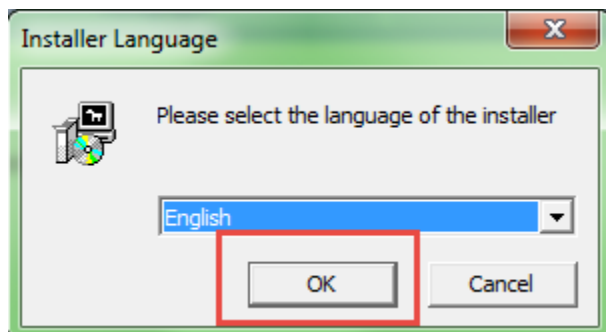 Installer Language
Please select the language of the installer
English
OK
Cancel